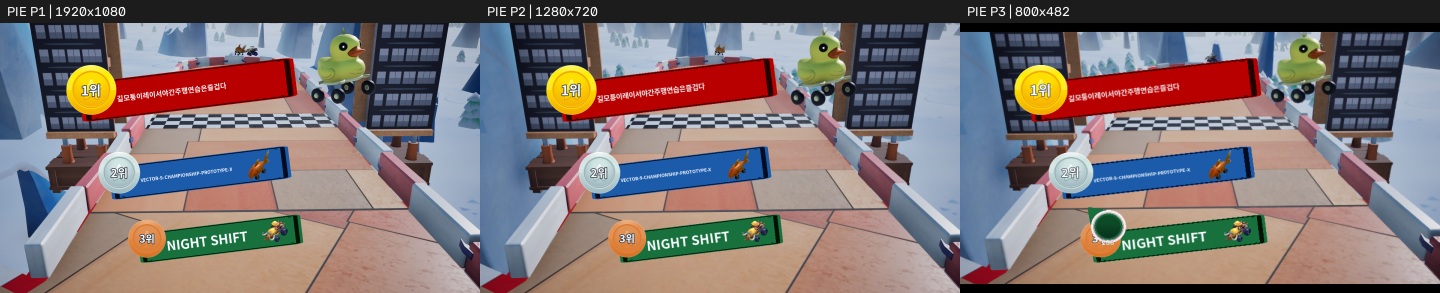 PIE P1 | 1920x1080
PIE P2 | 1280x720
PIE P3 | 800x482
1위
길모퉁이레이서야간주행연습은즐겁다
1위
길모퉁이레이서야간주행연습은즐겁다
1위
길모퉁이레이서야간주행연습은즐겁다
2위
VECTOR-9-CHAMPIONSHIP-PROTOTYPE-X
2위
VECTOR-9-CHAMPIONSHIP-PROTOTYPE-X
2위
VECTOR-9-CHAMPIONSHIP-PROTOTYPE-X
3위
NIGHT SHIFT
3위
NIGHT SHIFT
NIGHT SHIFT